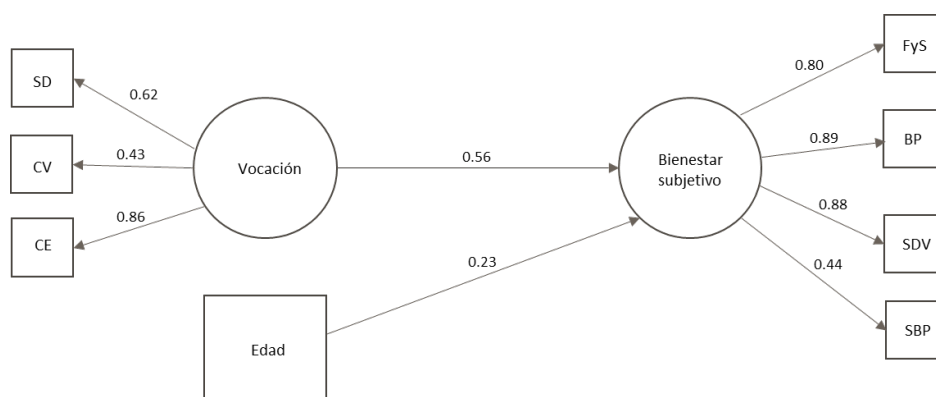 SD
0.62
CV
0.43
CE
0.86
Vocación
0.56
Edad
0.23
Bienestar
subjetivo
0.80
FyS
0.89
BP
0.88
SDV
0.44
SBP